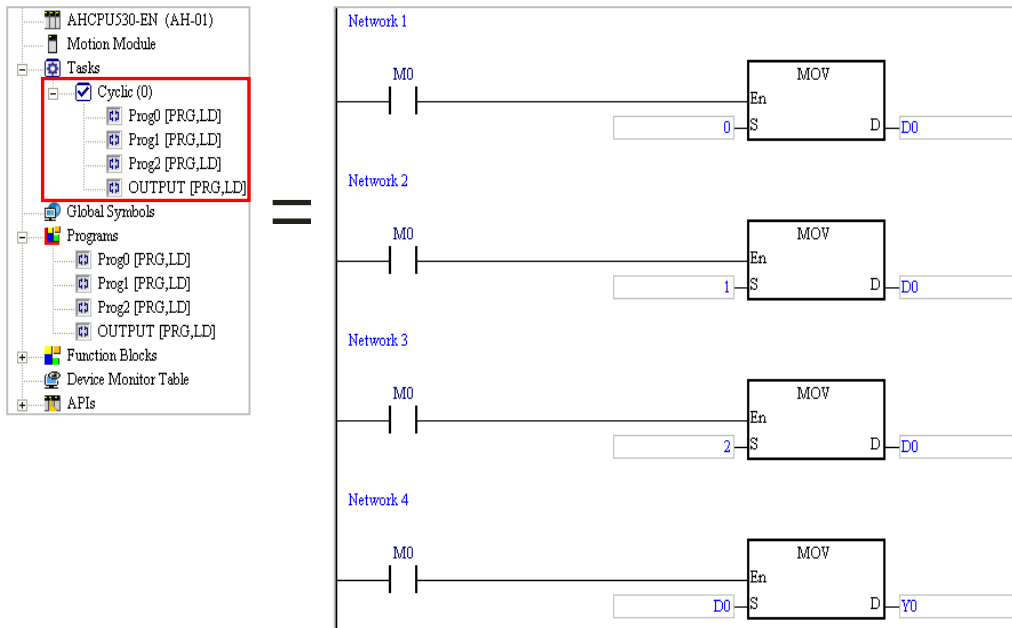 AHCPU530-EN (AH-01)
Motion Module
Tasks
Cyclic (0)
Prog0 [PRG,LD]
Prog1 [PRG,LD]
Prog2 [PRG,LD]
OUTPUT [PRG,LD]
Global Symbols
Programs
Prog0 [PRG,LD]
Prog1 [PRG,LD]
Prog2 [PRG,LD]
OUTPUT [PRG,LD]
Function Blocks
Device Monitor Table
APIs
=
Network 1
M0
MOV
En
0 S D D0
Network 2
M0
MOV
En
1 S D D0
Network 3
M0
MOV
En
2 S D D0
Network 4
M0
MOV
En
D0 S D Y0